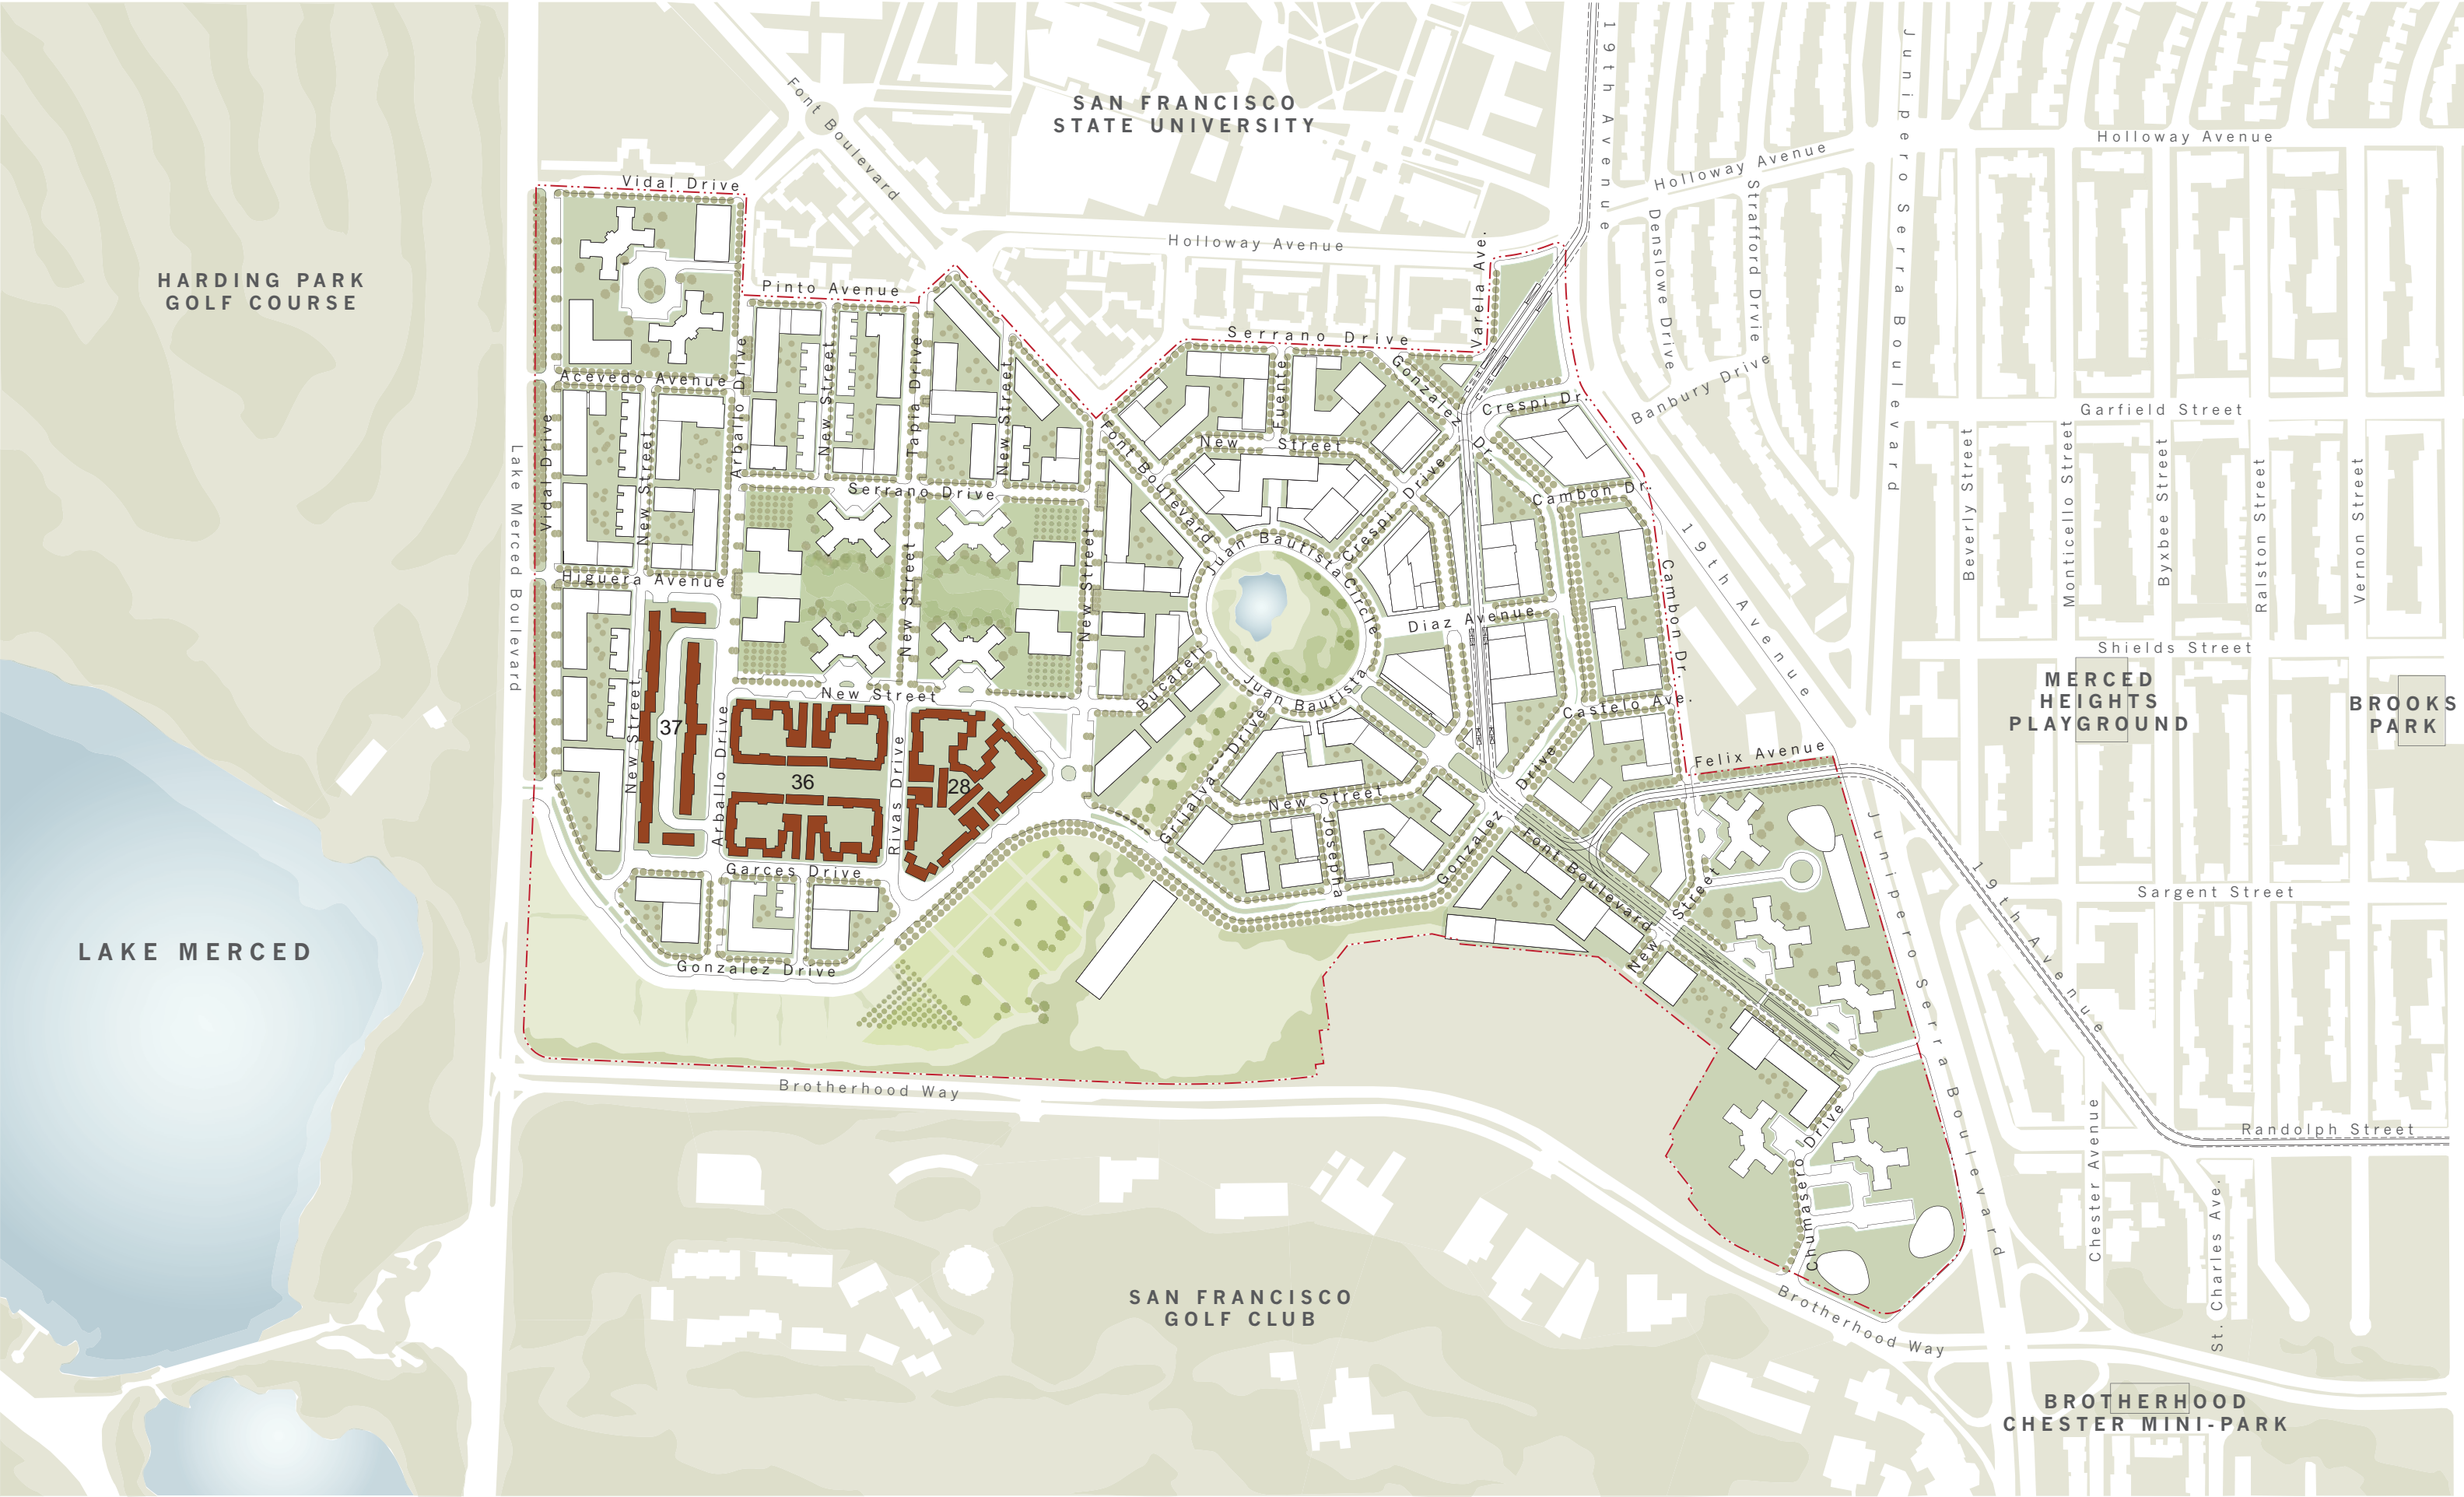 SAN FRANCISCO
STATE UNIVERSITY
Font Boulevard
19th Avenue
Junipero Serra Boulevard
Holloway Avenue
Holloway Avenue
Strafford Drvie
Denslowe Drive
Vidal Drive
Holloway Avenue
Varela Ave.
HARDING PARK
GOLF COURSE
Pinto Avenue
Serrano Drive
Banbury Drive
Acevedo Avenue
Arballo Drive
New Street
Tapia Drive
New Street
Fuente
Gonzalez Dr.
Crespi Dr.
Garfield Street
Lake Merced Boulevard
Vidal Drive
New Street
Font Boulevard
New Street
Crespi Drive
Cambon Dr.
Beverly Street
Monticello Street
Byxbee Street
Ralston Street
Vernon Street
Serrano Drive
19th Avenue
Higuera Avenue
New Street
New Street
Juan Bautista Circle
Diaz Avenue
Cambon Dr.
Shields Street
MERCED
HEIGHTS
PLAYGROUND
BROOKS
PARK
New Street
Bucareli
Juan Bautista
Castelo Ave.
New Street
37
Arballo Drive
36
Rivas Drive
28
Grijalva Drive
New Street
Josepha
Gonzalez Drive
Felix Avenue
Font Boulevard
Garces Drive
Gonzalez Drive
New Street
Junipero Serra Boulevard
19th Avenue
Sargent Street
LAKE MERCED
Brotherhood Way
Chumasero Drive
Randolph Street
Chester Avenue
St. Charles Ave.
SAN FRANCISCO
GOLF CLUB
Brotherhood Way
BROTHERHOOD
CHESTER MINI-PARK